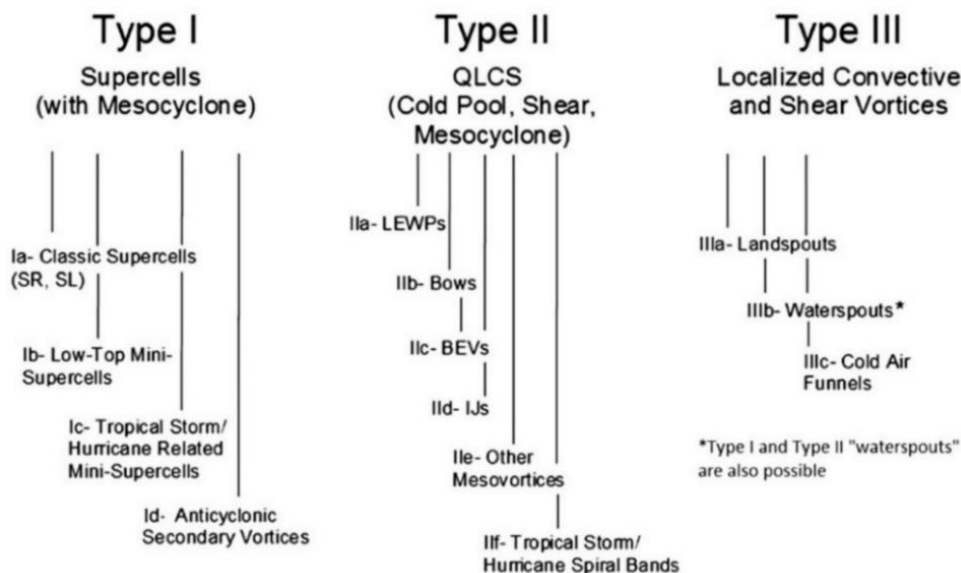 Type I
Supercells
(with Mesocyclone)
Ia- Classic Supercells
(SR, SL)
Ib- Low-Top Mini-
Supercells
Ic- Tropical Storm/
Hurricane Related
Mini-Supercells
Id- Anticyclonic
Secondary Vortices
Type II
QLCS
(Cold Pool, Shear,
Mesocyclone)
IIa- LEWPs
IIb- Bows
IIc- BEVs
IId- IJs
IIe- Other
Mesovortices
IIf- Tropical Storm/
Hurricane Spiral Bands
Type III
Localized Convective
and Shear Vortices
IIIa- Landspouts
IIIb- Waterspouts*
IIIc- Cold Air
Funnels
*Type I and Type II "waterspouts"
are also possible